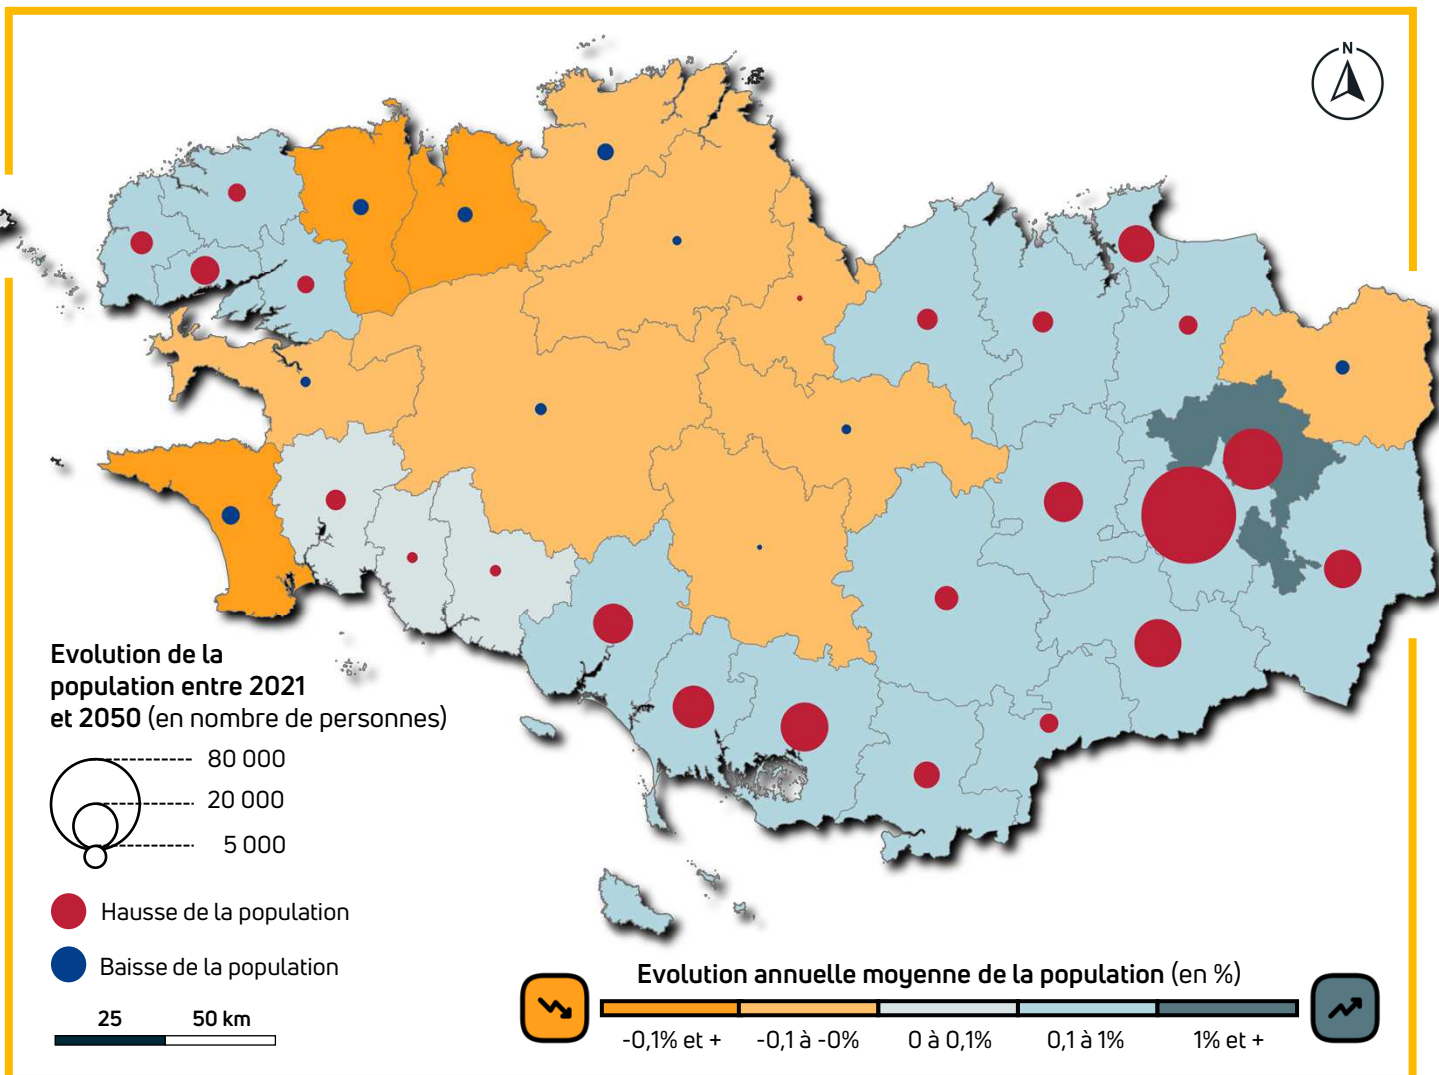 N
Evolution de la
population entre 2021
et 2050 (en nombre de personnes)
80 000
20 000
5 000
Hausse de la population
Baisse de la population
25 50 km
Evolution annuelle moyenne de la population (en %)
-0,1% et + -0,1 à -0% 0 à 0,1% 0,1 à 1% 1% et +